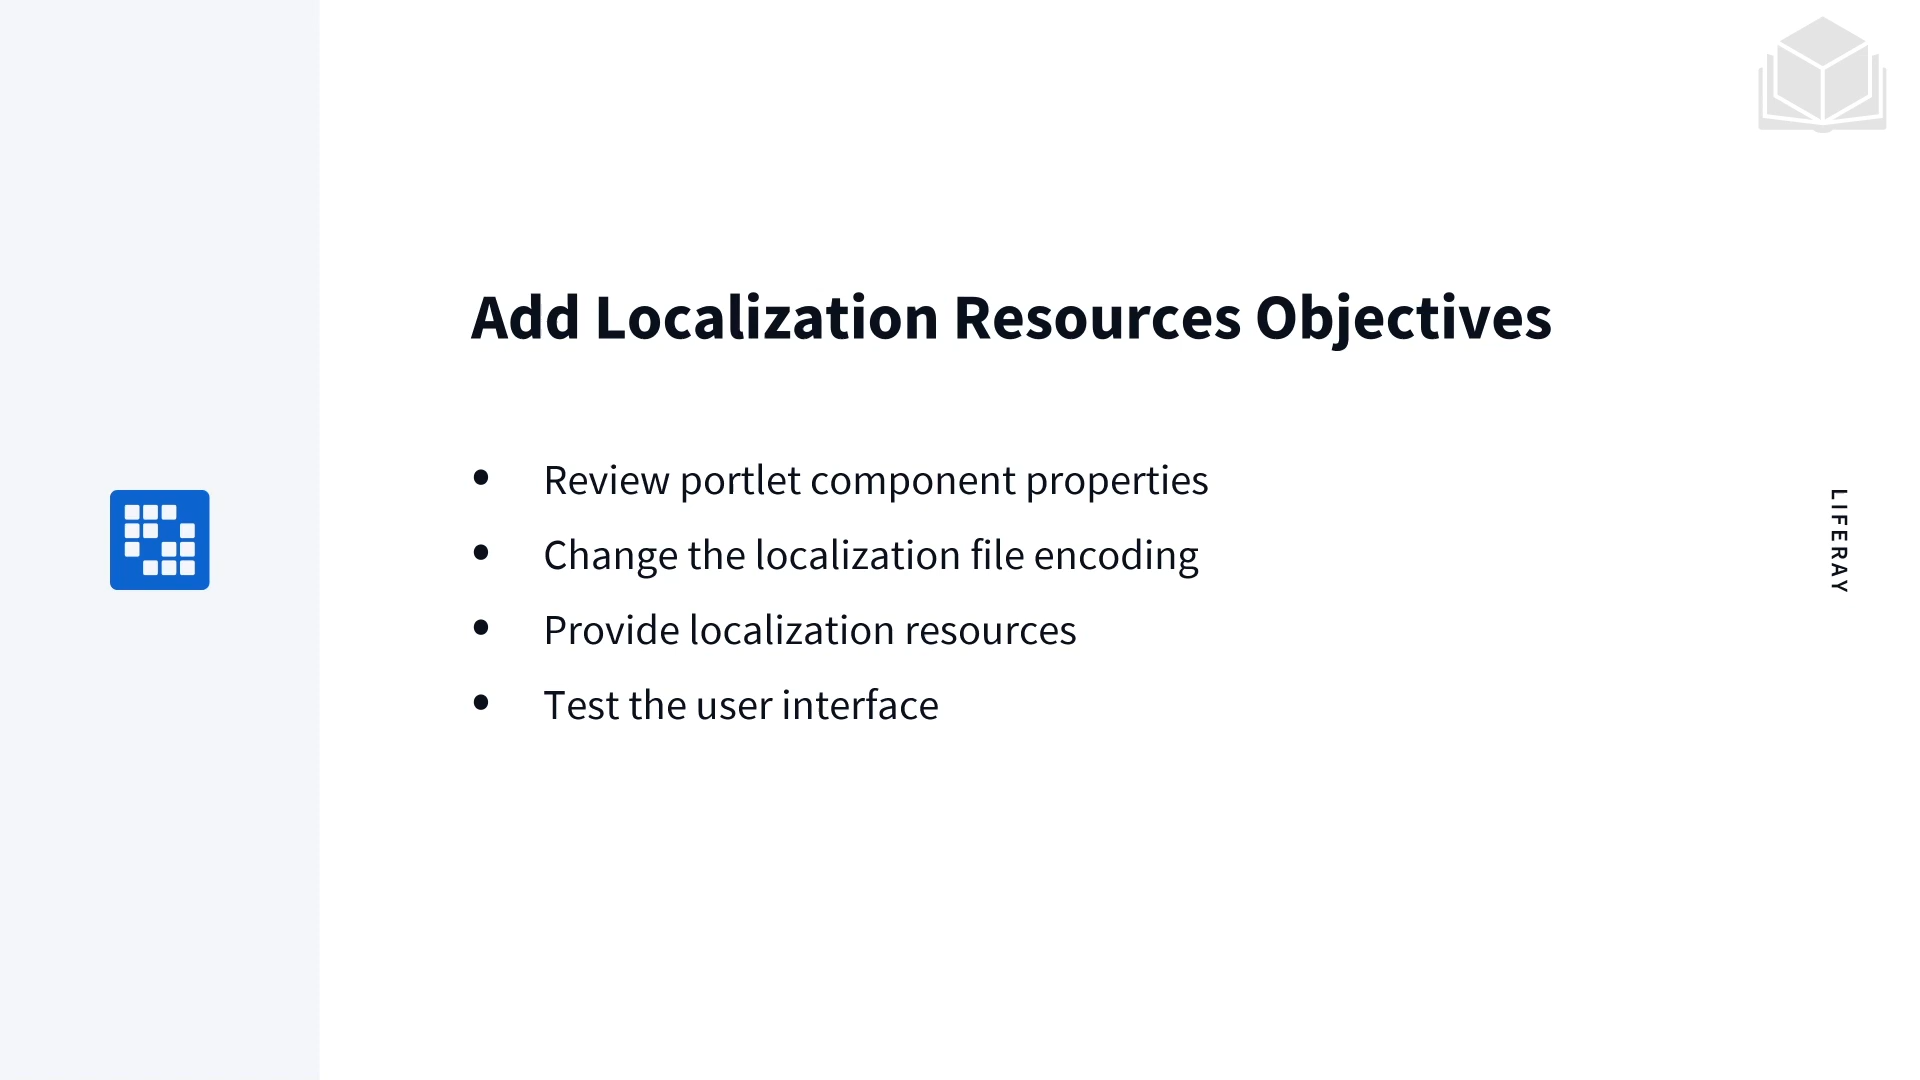 Add Localization Resources Objectives
• Review portlet component properties
• Change the localization file encoding
• Provide localization resources
• Test the user interface
LIFERAY